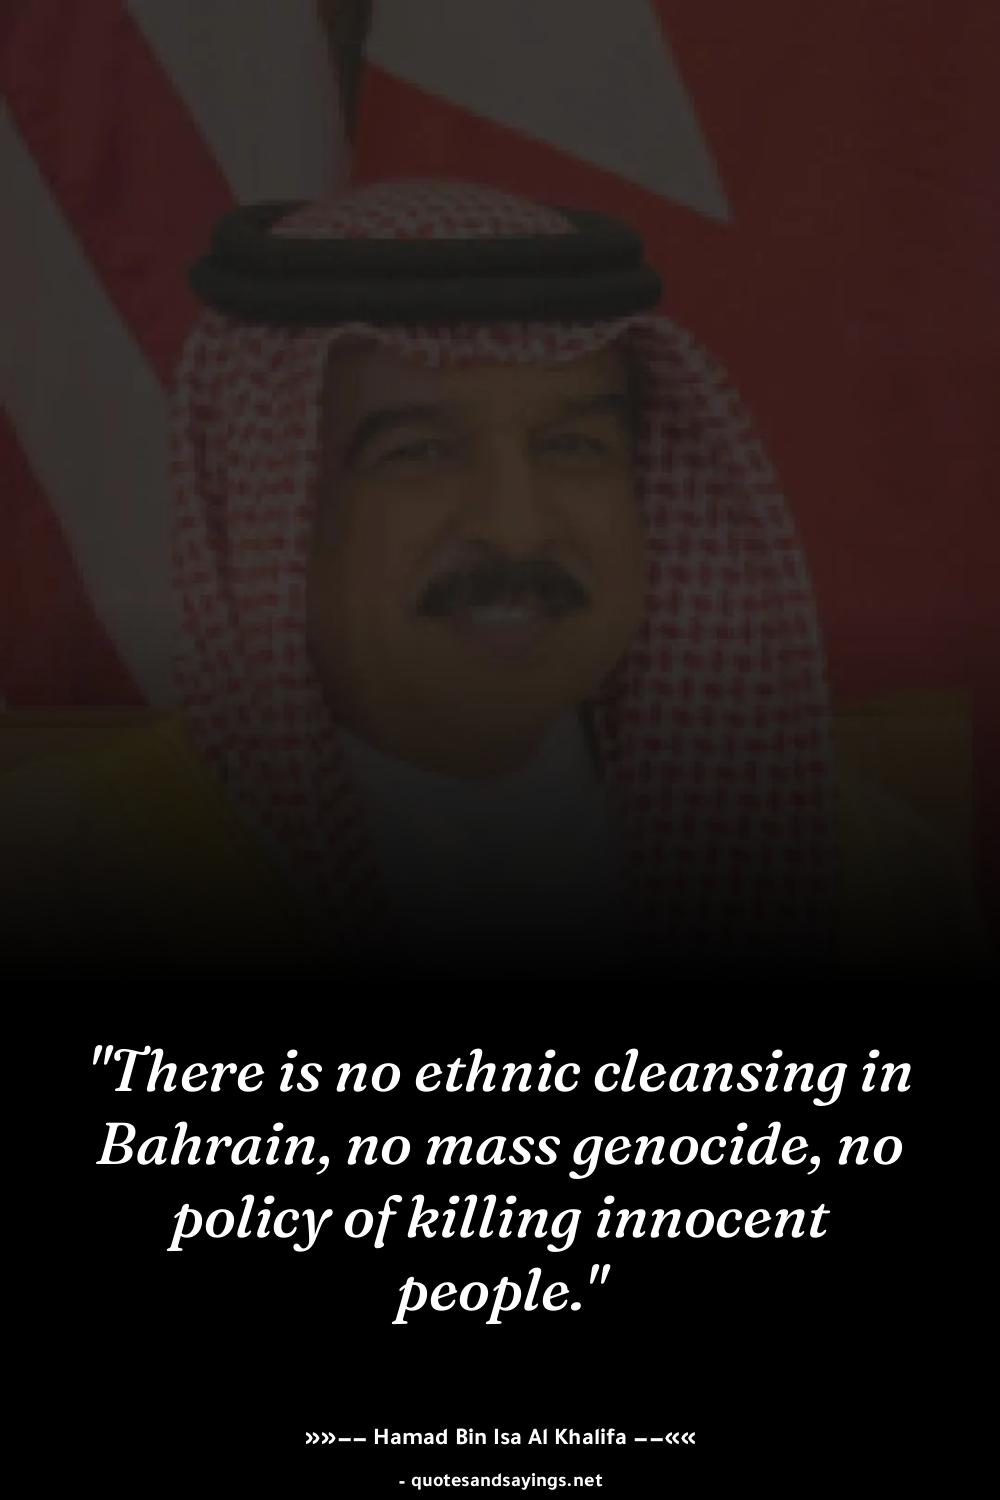 "There is no ethnic cleansing in
Bahrain, no mass genocide, no
policy of killing innocent
people."
»»−− Hamad Bin Isa Al Khalifa −−««
- quotesandsayings.net